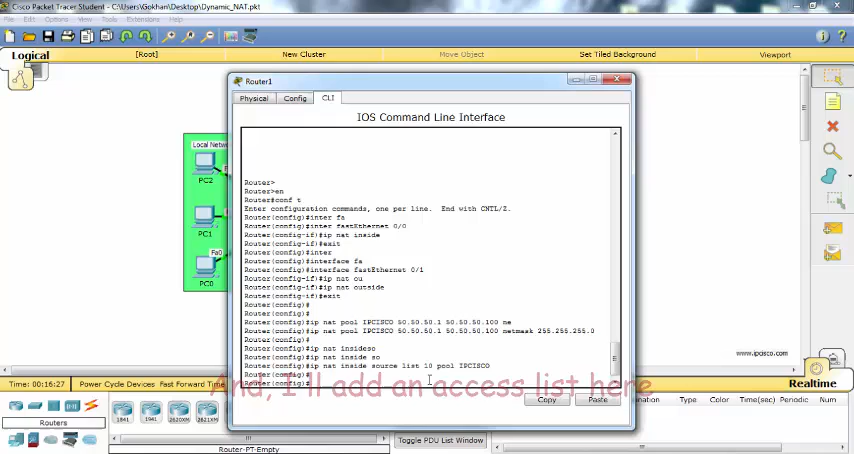 Cisco Packet Tracer Student - C:\Users\Gokhan\Desktop\Dynamic_NAT.pkt
File Edit Options View Tools Extensions Help
Logical
[Root]
New Cluster
Move Object
Set Tiled Background
Viewport
Router1
Physical Config CLI
IOS Command Line Interface
Local Netw
PC2
PC1
Fa0
PC0
Router>
Router>en
Router#conf t
Enter configuration commands, one per line. End with CNTL/Z.
Router(config)#inter fa
Router(config)#inter fastEthernet 0/0
Router(config-if)#ip nat inside
Router(config-if)#exit
Router(config)#inter
Router(config)#interface fa
Router(config)#interface fastEthernet 0/1
Router(config-if)#ip nat ou
Router(config-if)#ip nat outside
Router(config-if)#exit
Router(config)#
Router(config)#
Router(config)#ip nat pool IPCISCO 50.50.50.1 50.50.50.100 ne
Router(config)#ip nat pool IPCISCO 50.50.50.1 50.50.50.100 netmask 255.255.255.0
Router(config)#
Router(config)#ip nat insideso
Router(config)#ip nat inside so
Router(config)#ip nat inside source list 10 pool IPCISCO
Router(config)#
Router(config)#
And, I'll add an access list here
www.ipcisco.com
Time: 00:16:27 Power Cycle Devices Fast Forward Time
Realtime
Copy
Paste
Routers
1841
1941
2620XM
2621XM
Router-PT-Empty
Toggle PDU List Window
nation Type Color Time(sec) Periodic Num